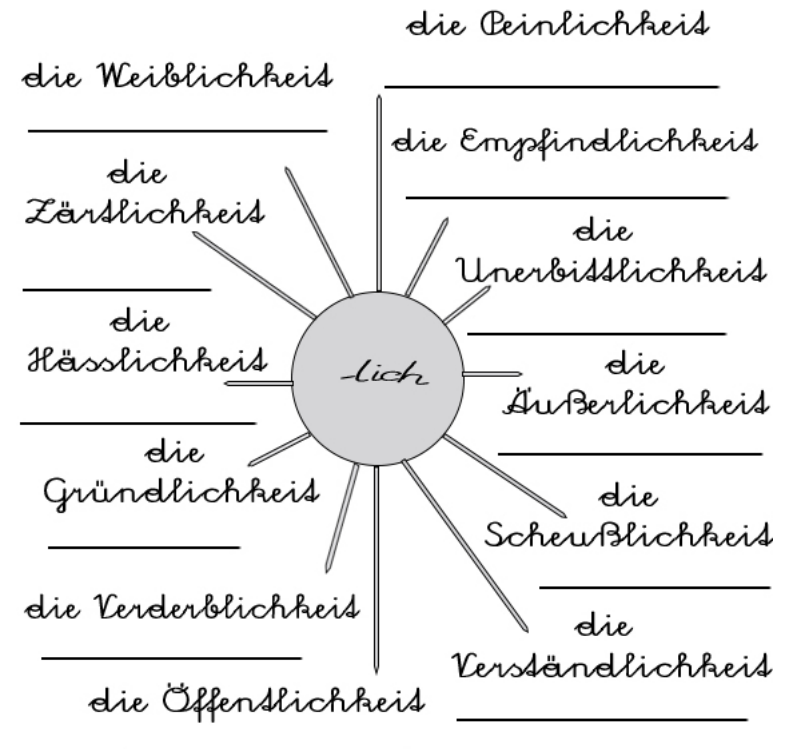 die Peinlichkeit
die Weiblichkeit
die Empfindlichkeit
die
Zärtlichkeit
die
Unerbittlichkeit
die
Hässlichkeit
-lich
die
Äußerlichkeit
die
Gründlichkeit
die
Scheußlichkeit
die Verderblichkeit
die
Verständlichkeit
die Öffentlichkeit